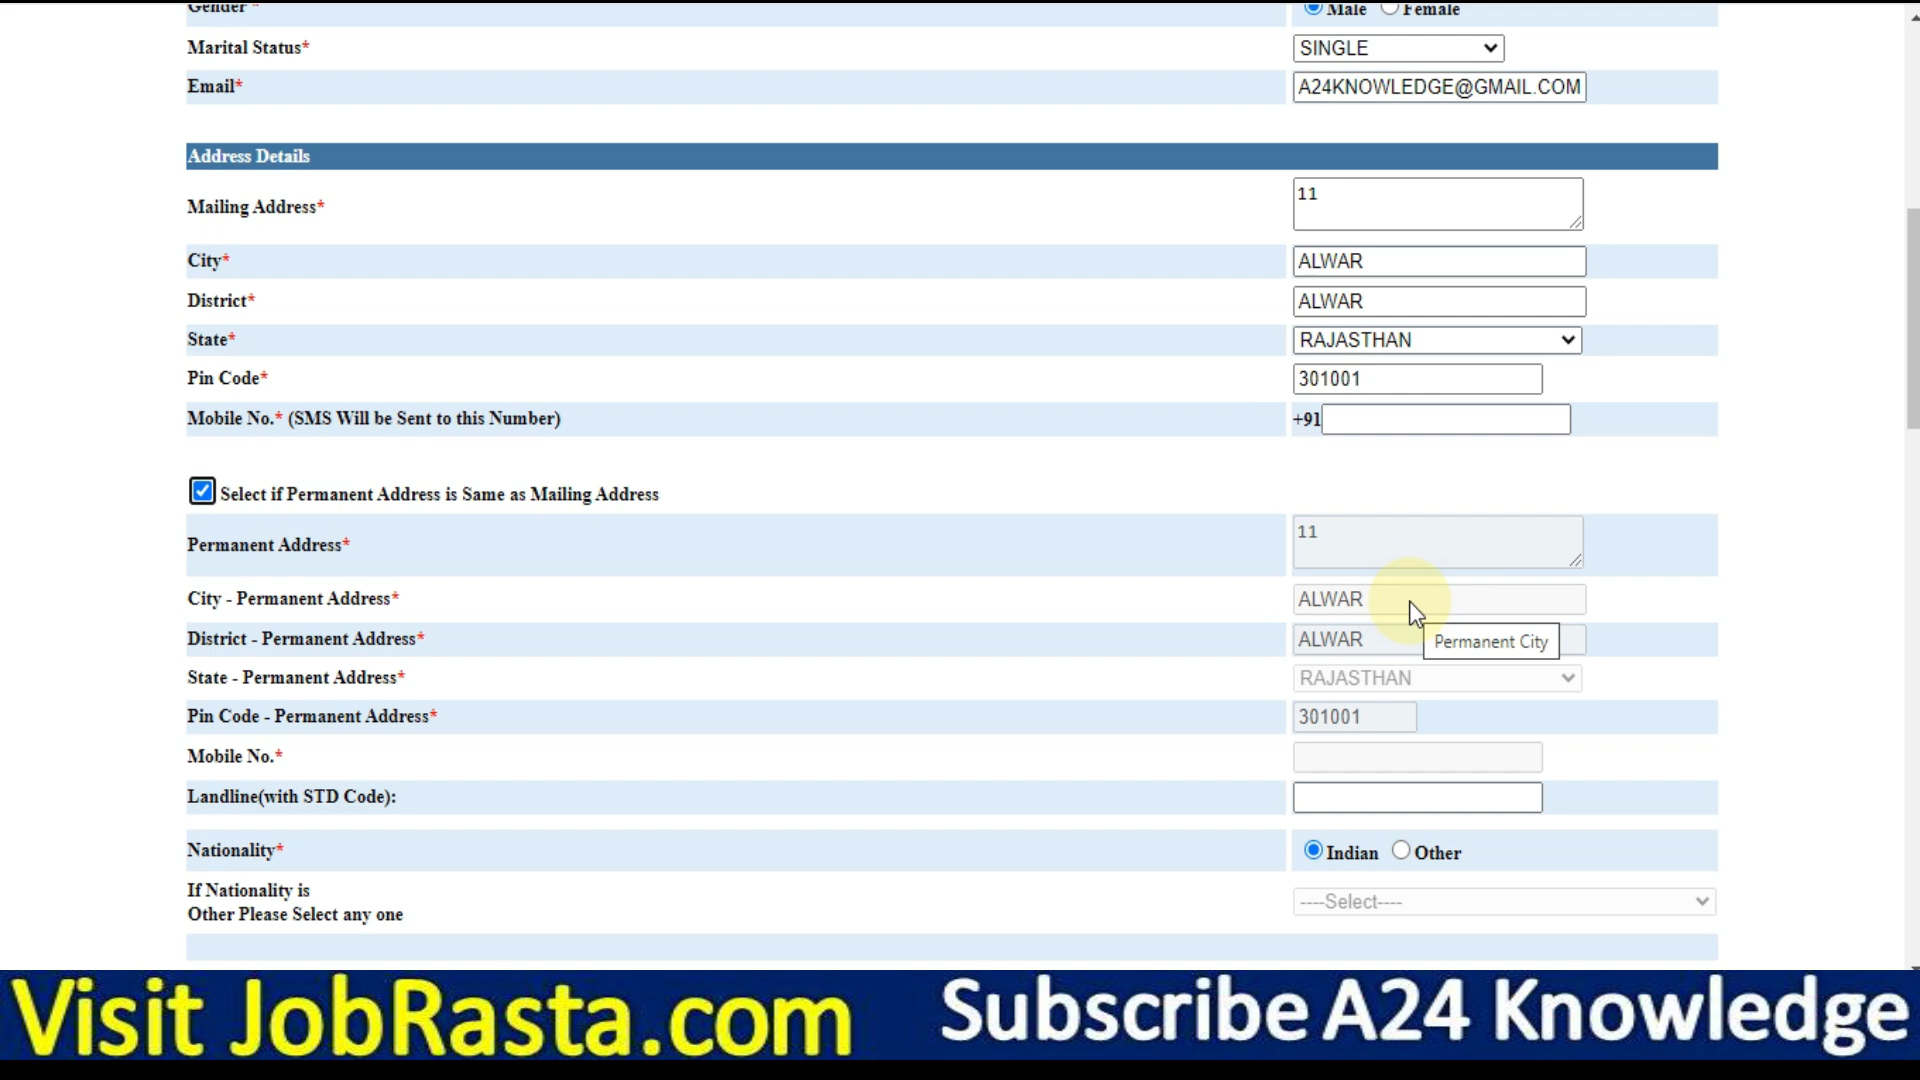 Gender * Male Female
Marital Status* SINGLE
Email* A24KNOWLEDGE@GMAIL.COM
Address Details
Mailing Address* 11
City* ALWAR
District* ALWAR
State* RAJASTHAN
Pin Code* 301001
Mobile No.* (SMS Will be Sent to this Number) +91
Select if Permanent Address is Same as Mailing Address
Permanent Address* 11
City - Permanent Address* ALWAR
District - Permanent Address* ALWAR
Permanent City
State - Permanent Address* RAJASTHAN
Pin Code - Permanent Address* 301001
Mobile No.*
Landline(with STD Code):
Nationality* Indian Other
If Nationality is
Other Please Select any one ----Select----
Visit JobRasta.com Subscribe A24 Knowledge